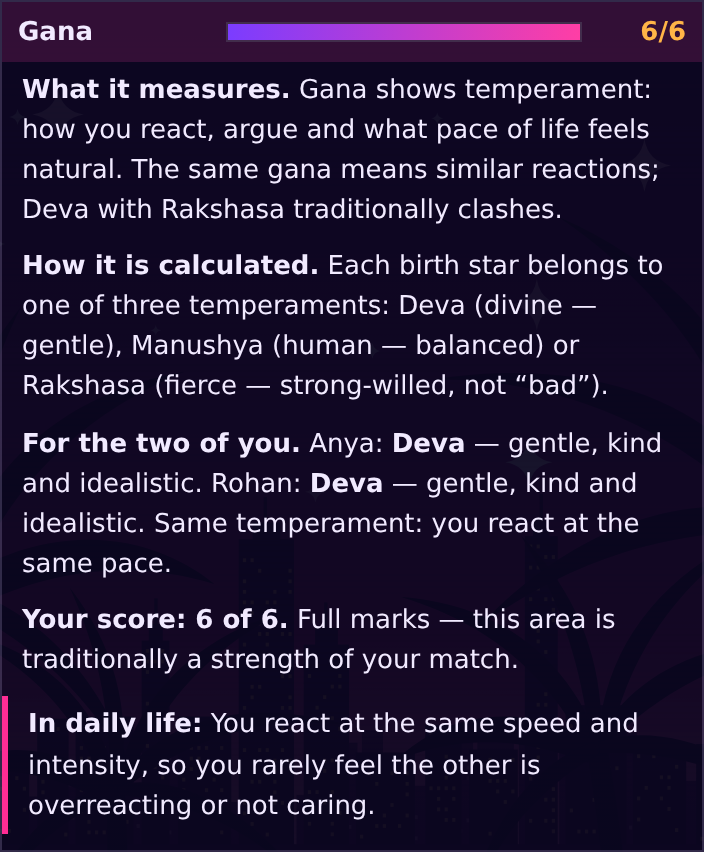 Gana 6/6
What it measures. Gana shows temperament:
how you react, argue and what pace of life feels
natural. The same gana means similar reactions;
Deva with Rakshasa traditionally clashes.
How it is calculated. Each birth star belongs to
one of three temperaments: Deva (divine —
gentle), Manushya (human — balanced) or
Rakshasa (fierce — strong-willed, not “bad”).
For the two of you. Anya: Deva — gentle, kind
and idealistic. Rohan: Deva — gentle, kind and
idealistic. Same temperament: you react at the
same pace.
Your score: 6 of 6. Full marks — this area is
traditionally a strength of your match.
In daily life: You react at the same speed and
intensity, so you rarely feel the other is
overreacting or not caring.